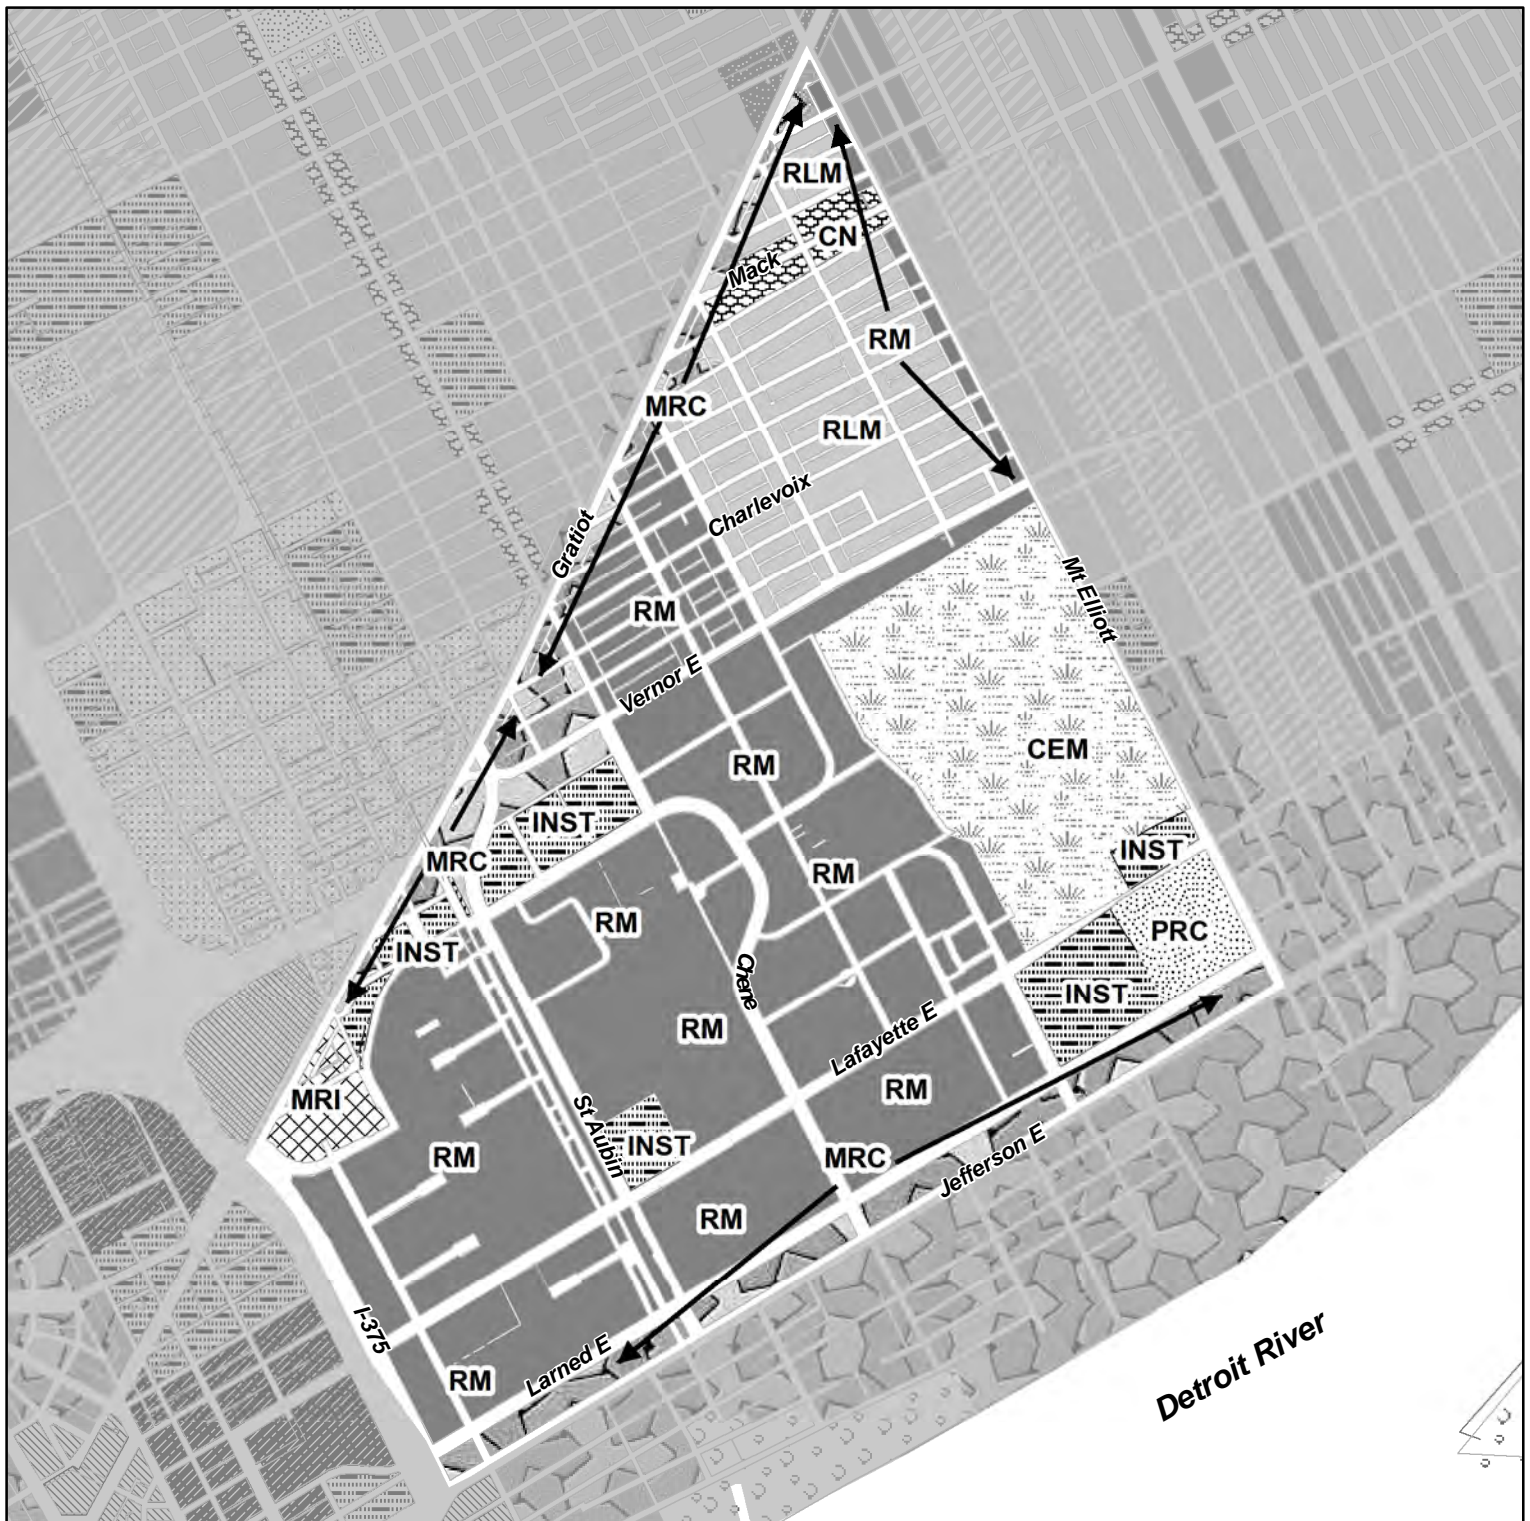 RLM
CN
Mack
RM
MRC
RLM
Charlevoix
Gratiot
Mt Elliott
RM
Vernor E
CEM
RM
INST
INST
MRC
RM
RM
PRC
INST
Chene
INST
RM
Lafayette E
RM
MRI
St Aubin
INST
Jefferson E
RM
MRC
RM
I-375
Larned E
Detroit River
RM